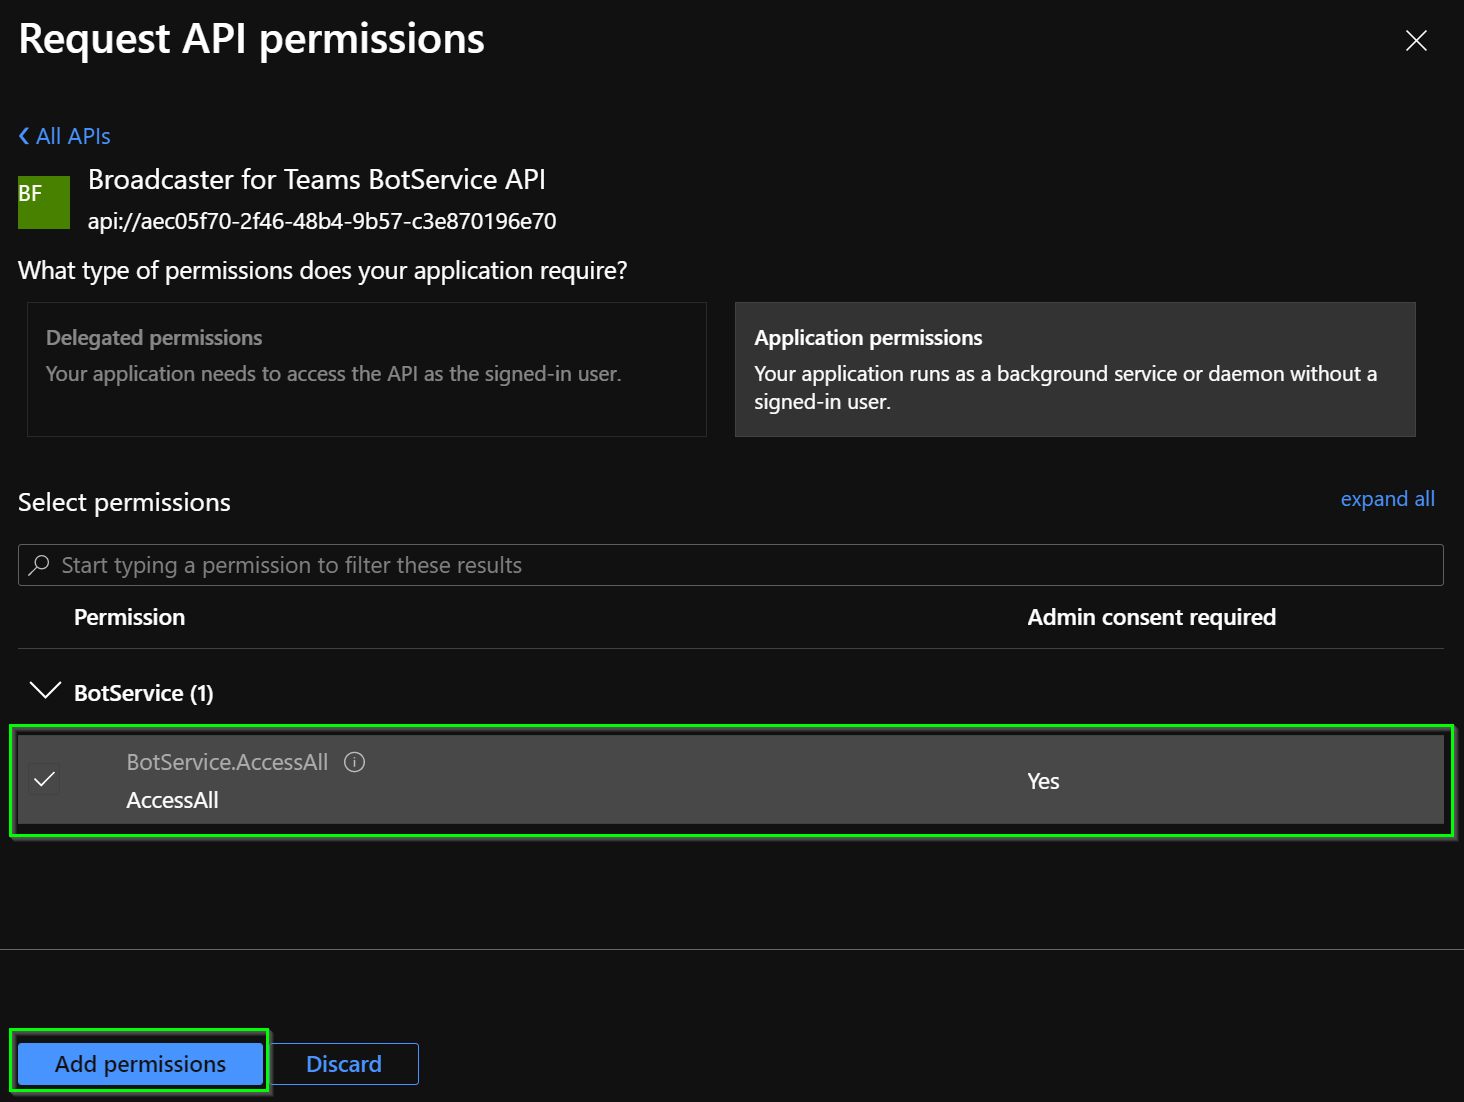 Request API permissions
All APIs
BF
Broadcaster for Teams BotService API
api://aec05f70-2f46-48b4-9b57-c3e870196e70
What type of permissions does your application require?
Delegated permissions
Your application needs to access the API as the signed-in user.
Application permissions
Your application runs as a background service or daemon without a
signed-in user.
Select permissions
expand all
Start typing a permission to filter these results
Permission
Admin consent required
BotService (1)
BotService.AccessAll
AccessAll
Yes
Add permissions
Discard